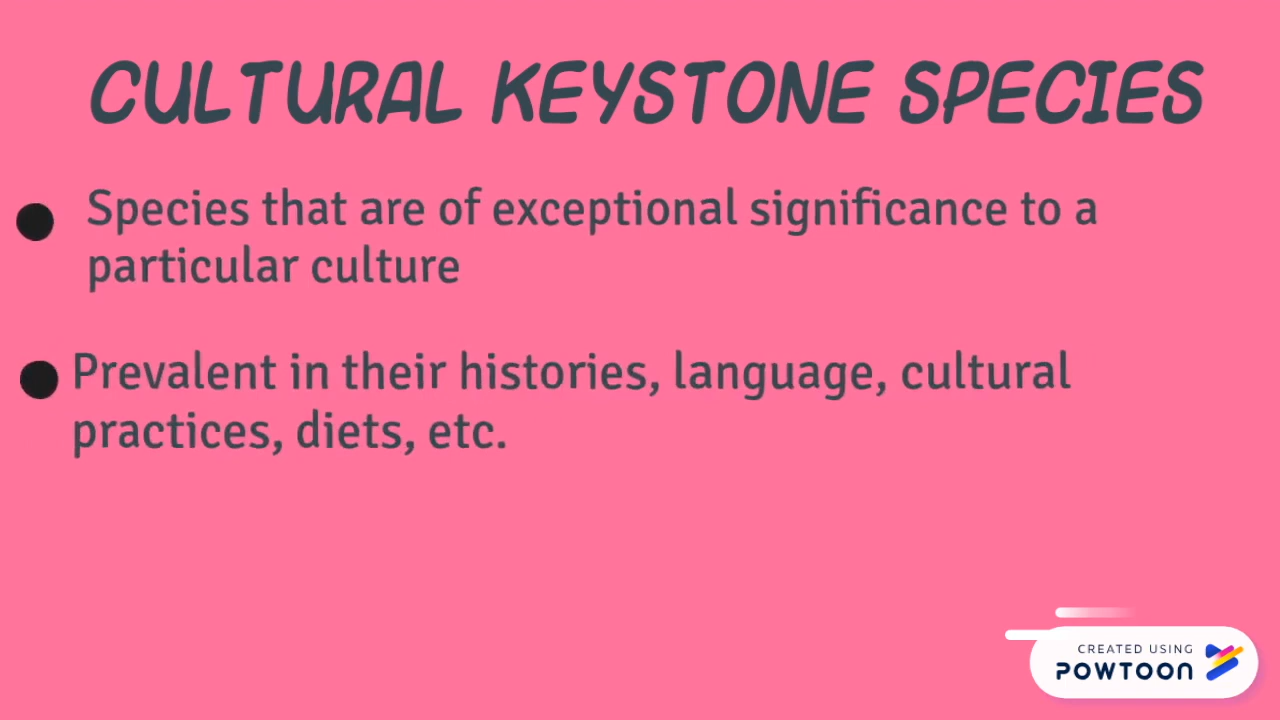 CULTURAL KEYSTONE SPECIES
Species that are of exceptional significance to a
particular culture
Prevalent in their histories, language, cultural
practices, diets, etc.
CREATED USING
POWTOON